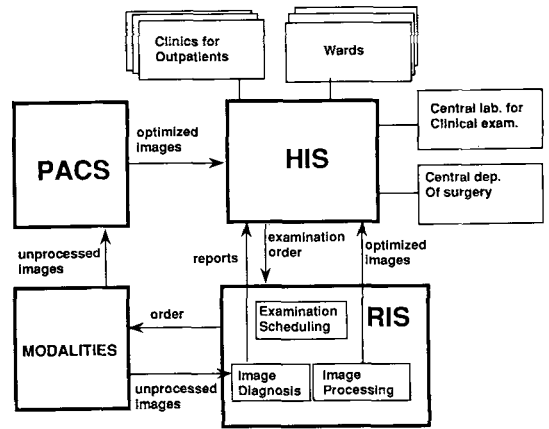 Clinics for
Outpatients
Wards
Central lab. for
Clinical exam.
optimized
images
PACS
HIS
Central dep.
Of surgery
unprocessed
images
reports
examination
order
optimized
images
Examination
Scheduling
RIS
order
MODALITIES
unprocessed
images
Image
Diagnosis
Image
Processing